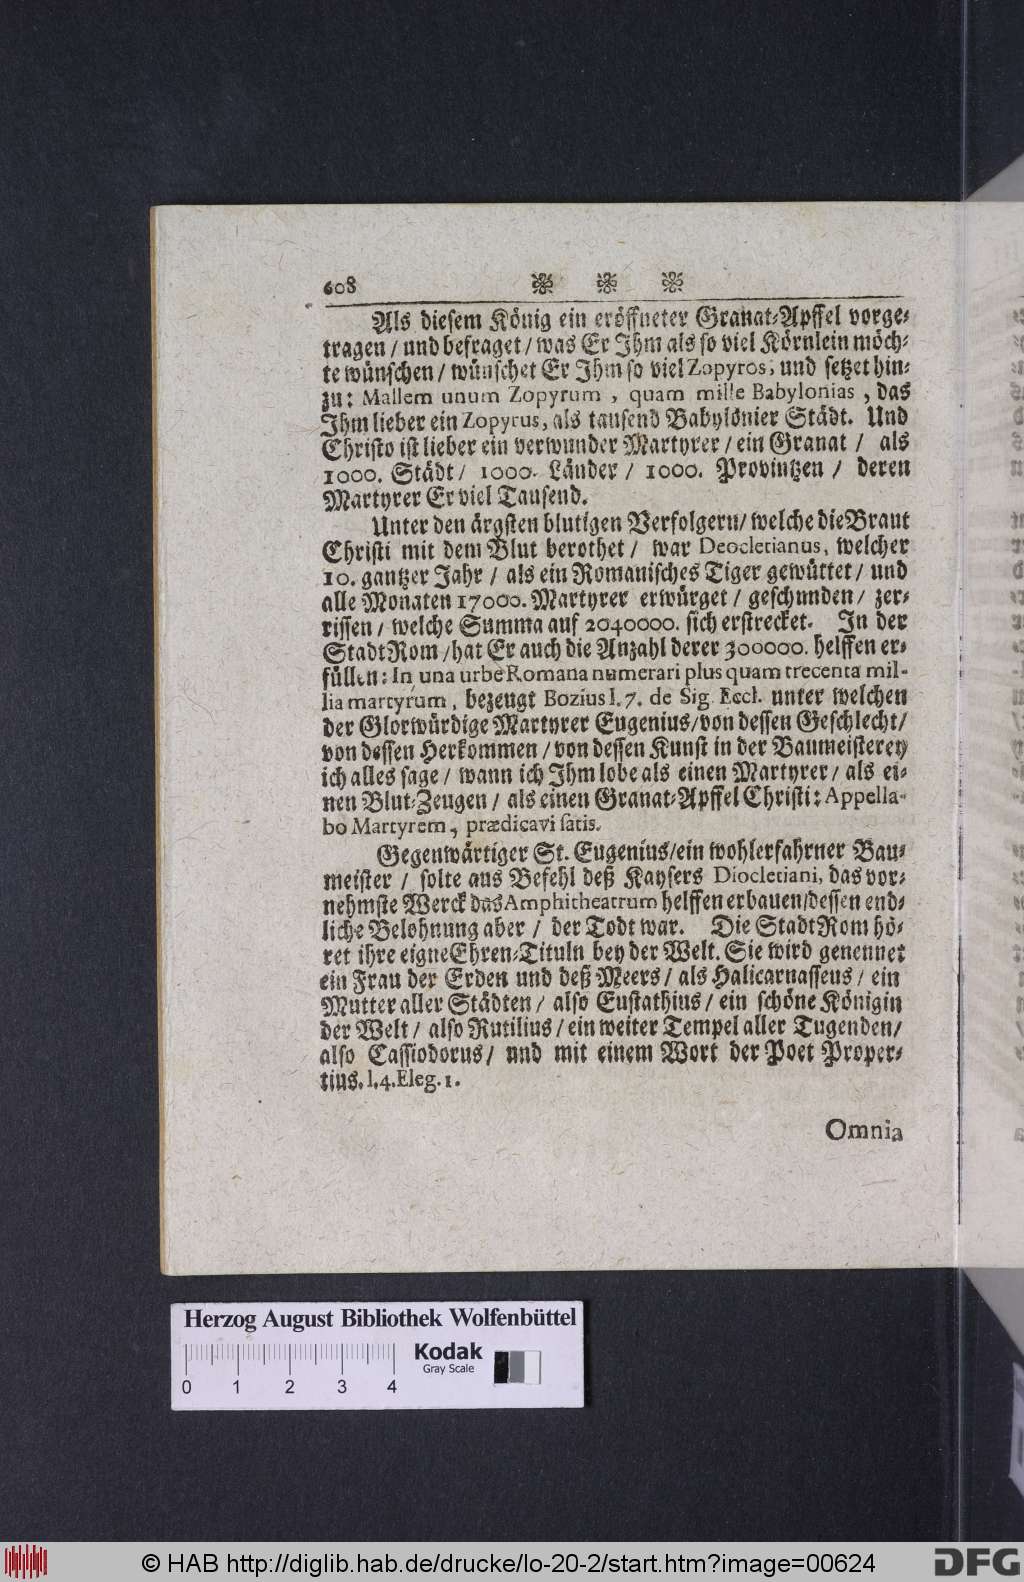 608 ❀ ❀ ❀
Als diesem König ein eröffneter Granat-Apffel vorge-
tragen / und befraget / was Er Ihm als so viel Körnlein möch-
te wünschen / wünschet Er Ihm so viel Zopyros, und setzet hin-
zu: Mallem unum Zopyrum, quam mille Babylonias, das
Ihm lieber ein Zopyrus, als tausend Babylonier Städt. Und
Christo ist lieber ein verwunder Martyrer / ein Granat / als
1000. Städt / 1000. Länder / 1000. Provintzen / deren
Martyrer Er viel Tausend.
Unter den ärgsten blutigen Verfolgern / welche die Braut
Christi mit dem Blut berothet / war Deocletianus, welcher
10. gantzer Jahr / als ein Romanisches Tiger gewüttet / und
alle Monaten 17000. Martyrer erwürget / geschunden / zer-
rissen / welche Summa auf 2040000. sich erstrecket. In der
Stadt Rom / hat Er auch die Anzahl derer 300000. helffen er-
füllen: In una urbe Romana numerari plus quam trecenta mil-
lia martyrum, bezeugt Bozius l. 7. de Sig. Eccl. unter welchen
der Glorwürdige Martyrer Eugenius / von dessen Geschlecht /
von dessen Herkommen / von dessen Kunst in der Baumeisterey
ich alles sage / wann ich Ihm lobe als einen Martyrer / als ei-
nen Blut-Zeugen / als einen Granat-Apffel Christi: Appella-
bo Martyrem, prædicavi satis.
Gegenwärtiger St. Eugenius / ein wohlerfahrner Bau-
meister / solte aus Befehl deß Kaysers Diocletiani, das vor-
nehmste Werck das Amphitheatrum helffen erbauen / dessen end-
liche Belohnung aber / der Todt war. Die Stadt Rom hö-
ret ihre eigne Ehren-Tituln bey der Welt. Sie wird genennet
ein Frau der Erden und deß Meers / als Halicarnasseus / ein
Mutter aller Städten / also Eustathius / ein schöne Königin
der Welt / also Rutilius / ein weiter Tempel aller Tugenden /
also Cassiodorus / und mit einem Wort der Poet Proper-
tius. l. 4. Eleg. 1.
Omnia
Herzog August Bibliothek Wolfenbüttel
Kodak
Gray Scale
0 1 2 3 4
© HAB http://diglib.hab.de/drucke/lo-20-2/start.htm?image=00624
DFG